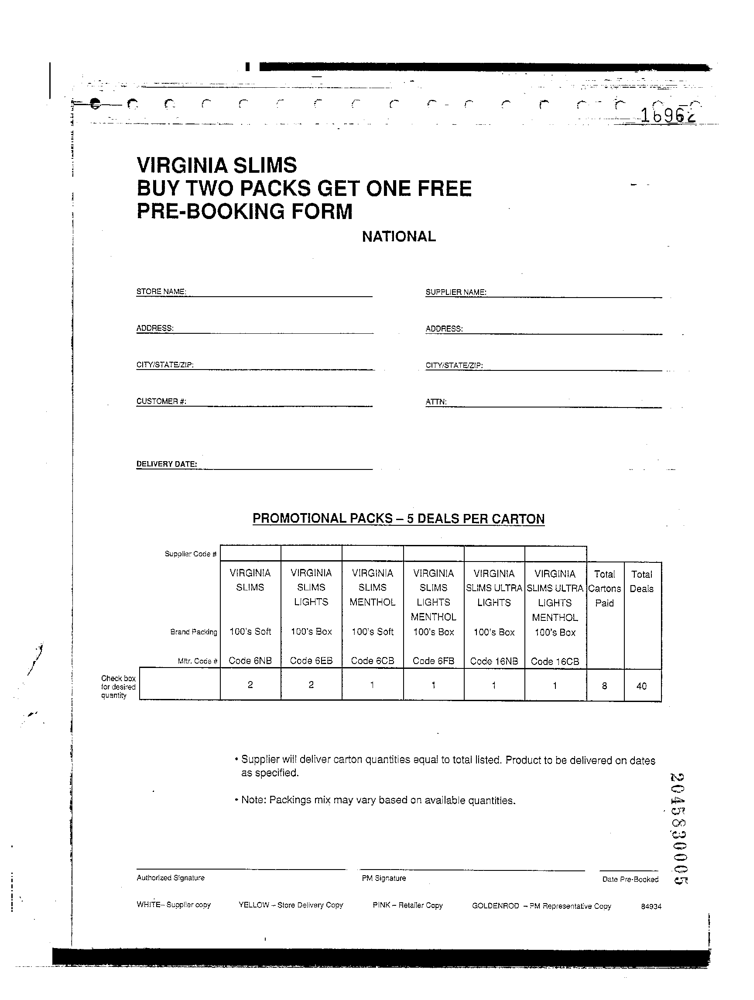 16962
VIRGINIA SLIMS
BUY TWO PACKS GET ONE FREE
PRE-BOOKING FORM
NATIONAL
STORE NAME: SUPPLIER NAME:
ADDRESS: ADDRESS:
CITY/STATE/ZIP: CITY/STATE/ZIP:
CUSTOMER #: ATTN:
DELIVERY DATE:
PROMOTIONAL PACKS – 5 DEALS PER CARTON
Supplier Code #
VIRGINIA VIRGINIA VIRGINIA VIRGINIA VIRGINIA VIRGINIA Total Total
SLIMS SLIMS SLIMS SLIMS SLIMS ULTRA SLIMS ULTRA Cartons Deals
LIGHTS MENTHOL LIGHTS LIGHTS LIGHTS Paid
MENTHOL MENTHOL
Brand Packing 100's Soft 100's Box 100's Soft 100's Box 100's Box 100's Box
Mftr. Code # Code 6NB Code 6EB Code 6CB Code 6FB Code 16NB Code 16CB
Check box
for desired
quantity
2 2 1 1 1 1 8 40
• Supplier will deliver carton quantities equal to total listed. Product to be delivered on dates
as specified.
• Note: Packings mix may vary based on available quantities.
2045830005
Authorized Signature PM Signature Date Pre-Booked
WHITE– Supplier copy YELLOW – Store Delivery Copy PINK – Retailer Copy GOLDENROD – PM Representative Copy 84934